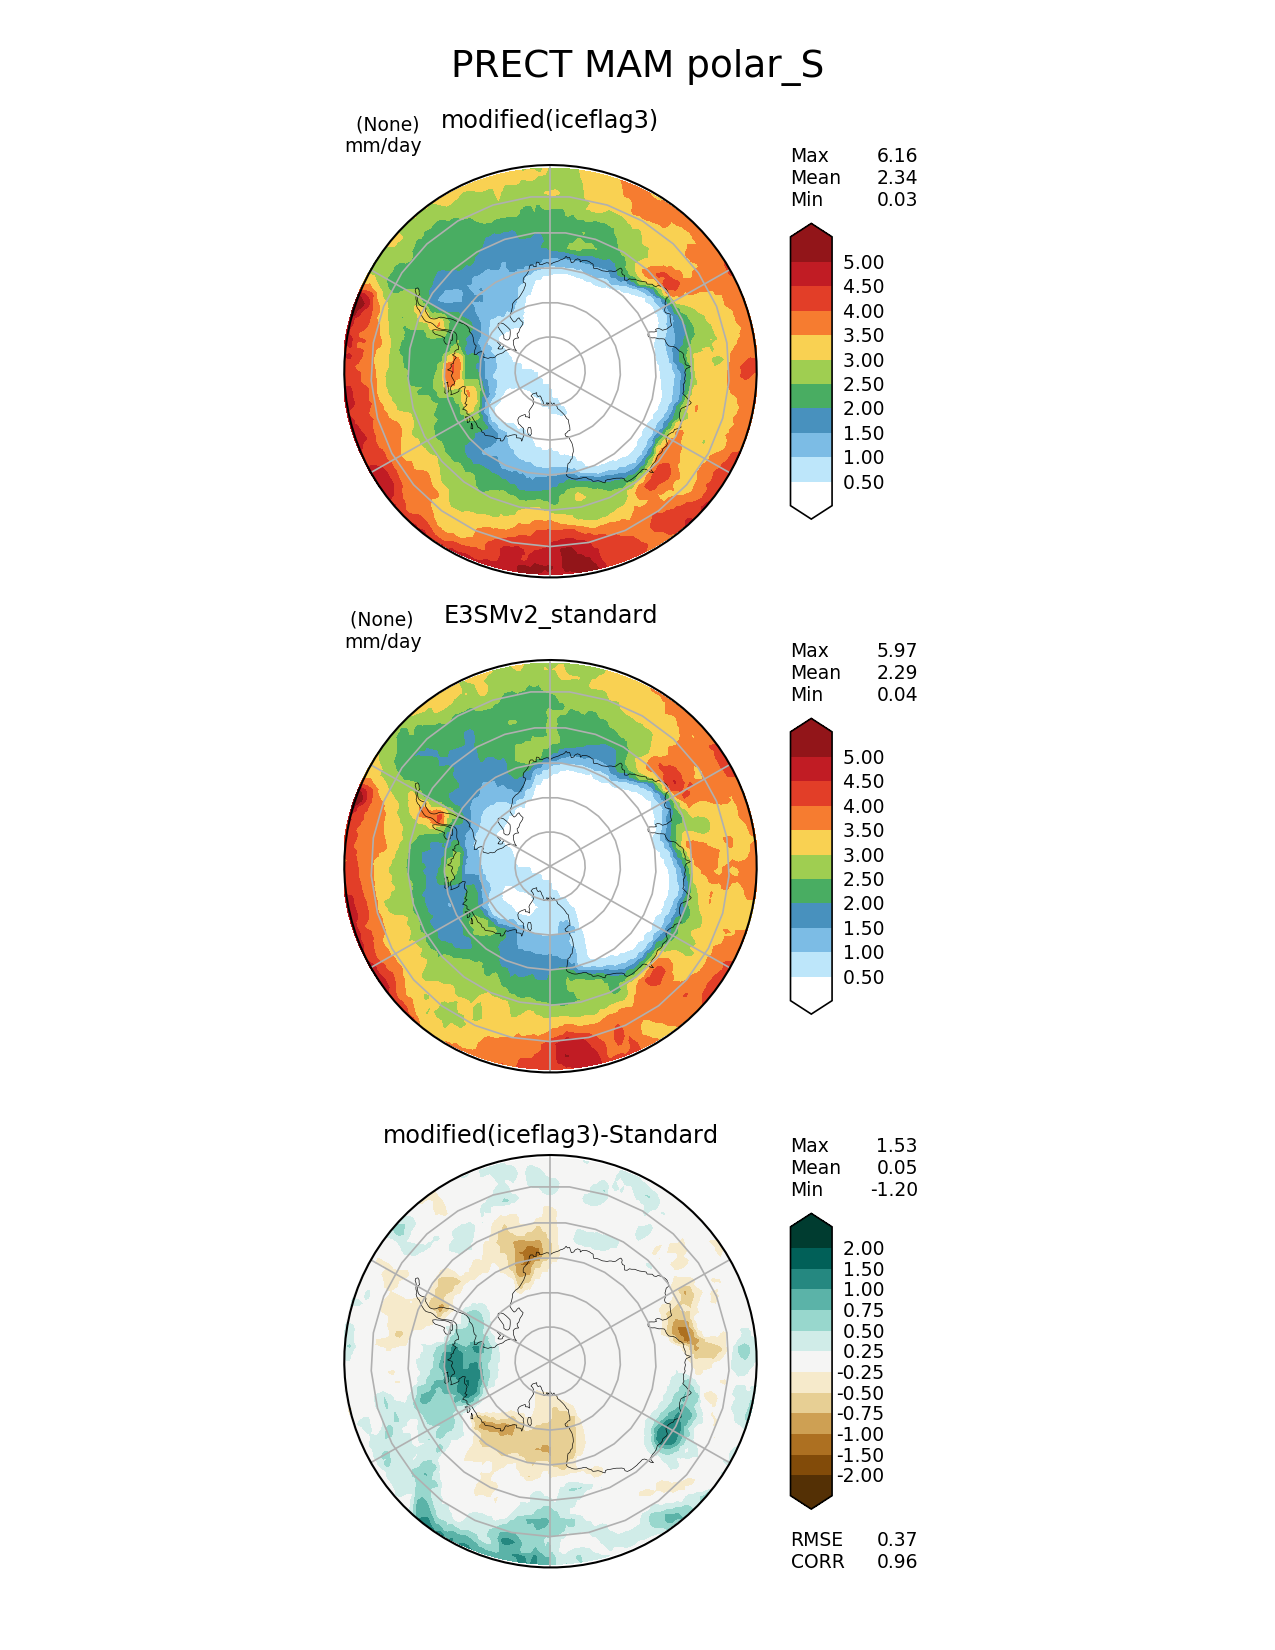 PRECT MAM polar_S
(None)
mm/day
modified(iceflag3)
Max 6.16
Mean 2.34
Min 0.03
5.00
4.50
4.00
3.50
3.00
2.50
2.00
1.50
1.00
0.50
(None)
mm/day
E3SMv2_standard
Max 5.97
Mean 2.29
Min 0.04
5.00
4.50
4.00
3.50
3.00
2.50
2.00
1.50
1.00
0.50
modified(iceflag3)-Standard
Max 1.53
Mean 0.05
Min -1.20
2.00
1.50
1.00
0.75
0.50
0.25
-0.25
-0.50
-0.75
-1.00
-1.50
-2.00
RMSE 0.37
CORR 0.96